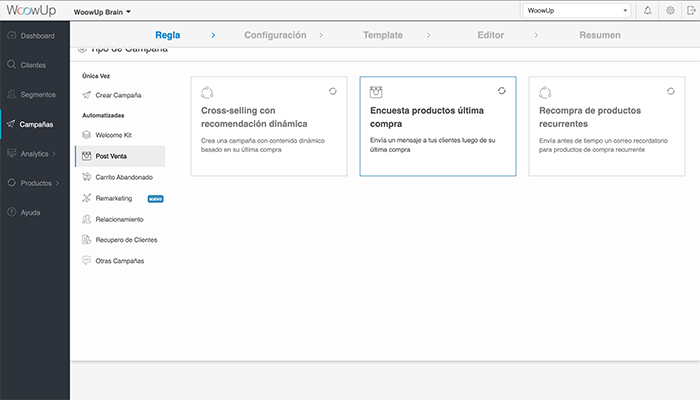 WoowUp
WoowUp Brain
WoowUp
Regla
Configuración
Template
Editor
Resumen
Dashboard
Clientes
Segmentos
Campañas
Analytics
Productos
Ayuda
Tipo de Campaña
Única Vez
Crear Campaña
Automatizadas
Welcome Kit
Post Venta
Carrito Abandonado
Remarketing
NUEVO
Relacionamiento
Recupero de Clientes
Otras Campañas
Cross-selling con
recomendación dinámica
Crea una campaña con contenido dinámico
basado en su última compra
Encuesta productos última
compra
Envía un mensaje a tus clientes luego de su
última compra
Recompra de productos
recurrentes
Envía antes de tiempo un correo recordatorio
para productos de compra recurrente